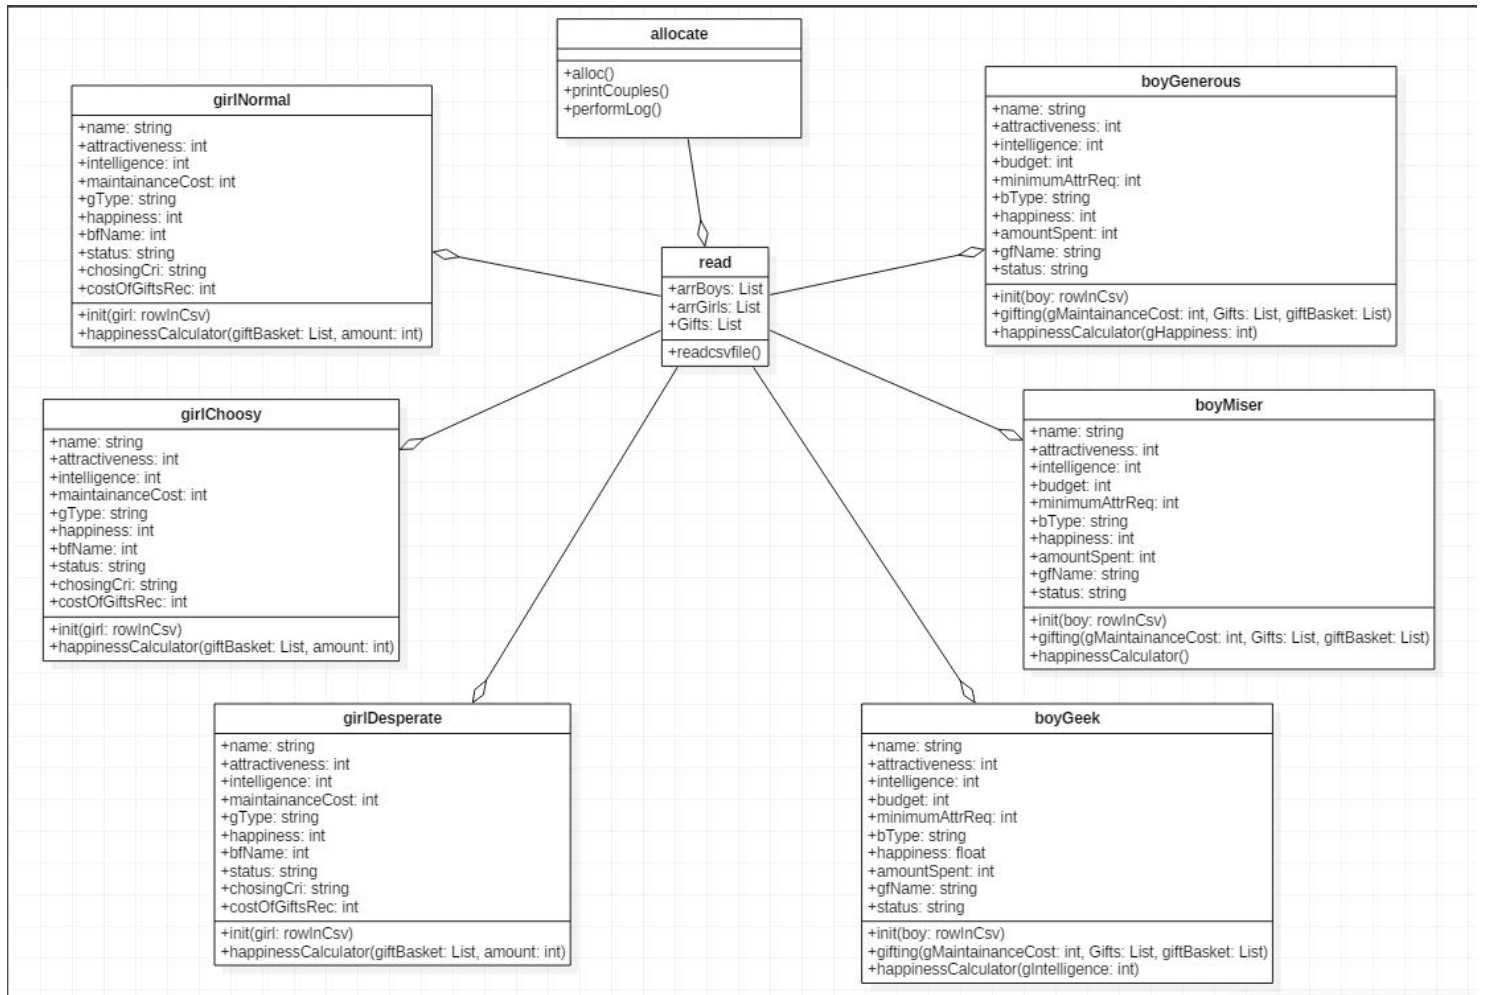 allocate
+alloc()
+printCouples()
+performLog()
girlNormal
+name: string
+attractiveness: int
+intelligence: int
+maintainanceCost: int
+gType: string
+happiness: int
+bfName: int
+status: string
+chosingCri: string
+costOfGiftsRec: int
+init(girl: rowInCsv)
+happinessCalculator(giftBasket: List, amount: int)
boyGenerous
+name: string
+attractiveness: int
+intelligence: int
+budget: int
+minimumAttrReq: int
+bType: string
+happiness: int
+amountSpent: int
+gfName: string
+status: string
+init(boy: rowInCsv)
+gifting(gMaintainanceCost: int, Gifts: List, giftBasket: List)
+happinessCalculator(gHappiness: int)
read
+arrBoys: List
+arrGirls: List
+Gifts: List
+readcsvfile()
girlChoosy
+name: string
+attractiveness: int
+intelligence: int
+maintainanceCost: int
+gType: string
+happiness: int
+bfName: int
+status: string
+chosingCri: string
+costOfGiftsRec: int
+init(girl: rowInCsv)
+happinessCalculator(giftBasket: List, amount: int)
boyMiser
+name: string
+attractiveness: int
+intelligence: int
+budget: int
+minimumAttrReq: int
+bType: string
+happiness: int
+amountSpent: int
+gfName: string
+status: string
+init(boy: rowInCsv)
+gifting(gMaintainanceCost: int, Gifts: List, giftBasket: List)
+happinessCalculator()
girlDesperate
+name: string
+attractiveness: int
+intelligence: int
+maintainanceCost: int
+gType: string
+happiness: int
+bfName: int
+status: string
+chosingCri: string
+costOfGiftsRec: int
+init(girl: rowInCsv)
+happinessCalculator(giftBasket: List, amount: int)
boyGeek
+name: string
+attractiveness: int
+intelligence: int
+budget: int
+minimumAttrReq: int
+bType: string
+happiness: float
+amountSpent: int
+gfName: string
+status: string
+init(boy: rowInCsv)
+gifting(gMaintainanceCost: int, Gifts: List, giftBasket: List)
+happinessCalculator(gIntelligence: int)